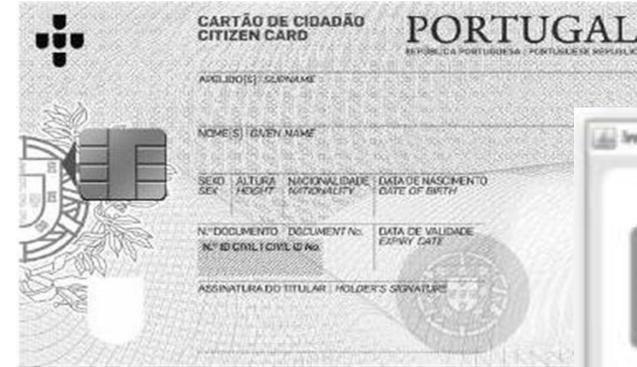 CARTÃO DE CIDADÃO
CITIZEN CARD
PORTUGAL
REPÚBLICA PORTUGUESA | PORTUGUESE REPUBLIC
APELIDO[S] | SURNAME
NOME[S] | GIVEN NAME
SEXO ALTURA NACIONALIDADE DATA DE NASCIMENTO
SEX HEIGHT NATIONALITY DATE OF BIRTH
N.º DOCUMENTO | DOCUMENT No. DATA DE VALIDADE
N.º ID CIVIL | CIVIL ID No. EXPIRY DATE
ASSINATURA DO TITULAR | HOLDER'S SIGNATURE